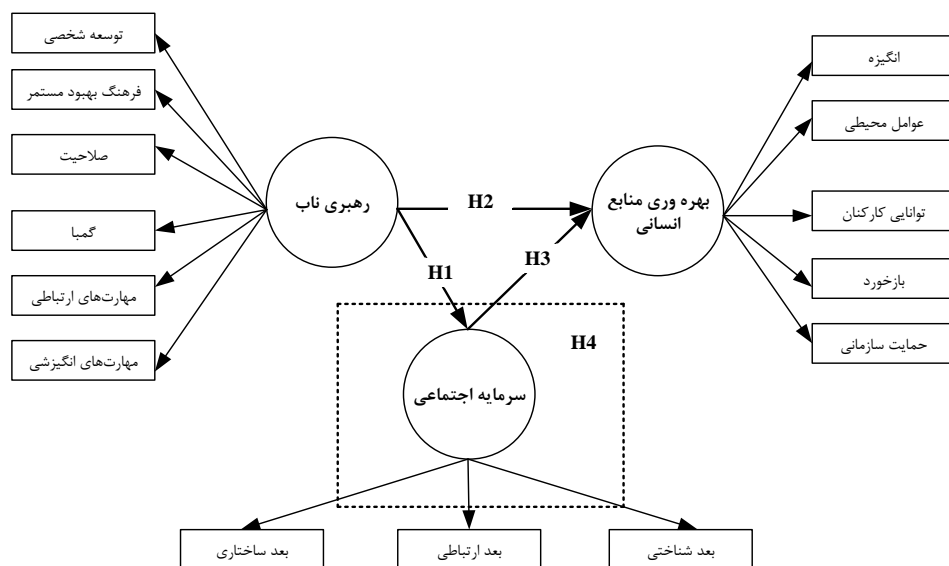 توسعه شخصی
فرهنگ بهبود مستمر
صلاحیت
گمبا
مهارت‌های ارتباطی
مهارت‌های انگیزشی
رهبری ناب
H2
H1
H3
H4
بهره وری منابع
انسانی
انگیزه
عوامل محیطی
توانایی کارکنان
بازخورد
حمایت سازمانی
سرمایه اجتماعی
بعد شناختی
بعد ارتباطی
بعد ساختاری